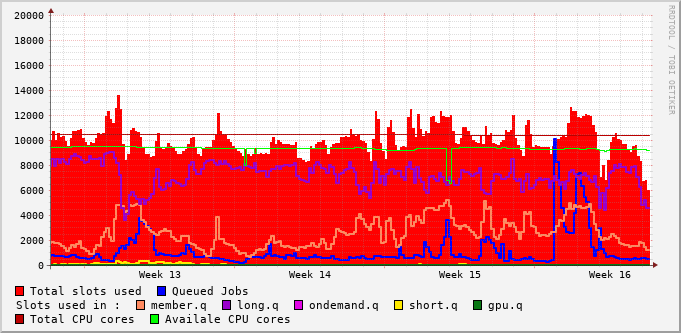 20000
18000
16000
14000
12000
10000
8000
6000
4000
2000
0
Week 13 Week 14 Week 15 Week 16
RRDTOOL / TOBI OETIKER
Total slots used Queued Jobs
Slots used in : member.q long.q ondemand.q short.q gpu.q
Total CPU cores Availale CPU cores